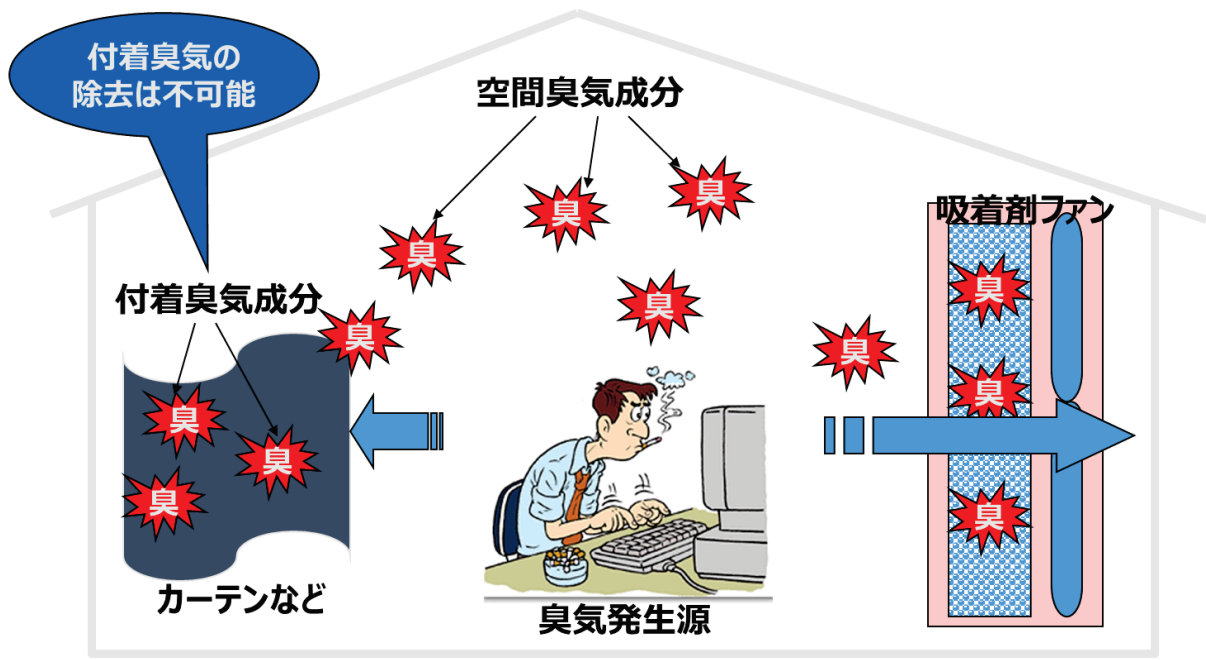 付着臭気の
除去は不可能
空間臭気成分
臭
臭
臭
吸着剤ファン
臭
臭
付着臭気成分
臭
臭
臭
臭
臭
臭
臭
臭
カーテンなど
臭気発生源